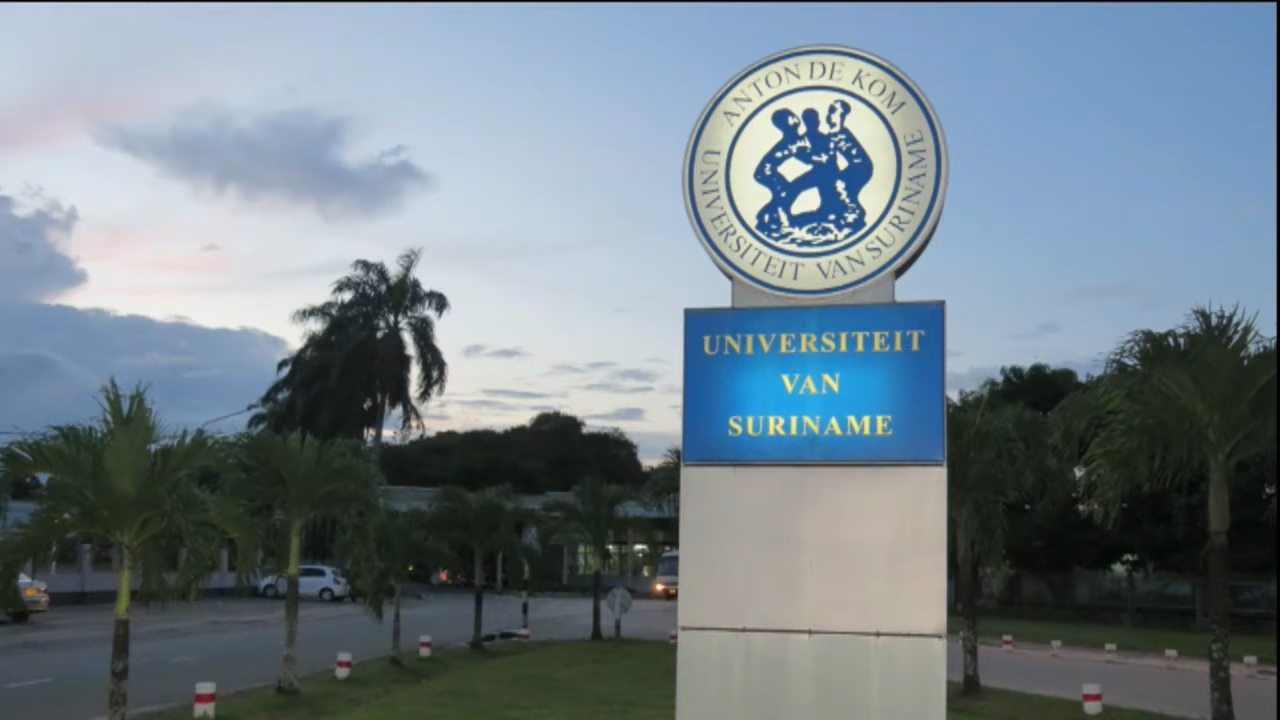 ANTON DE KOM
UNIVERSITEIT VAN SURINAME
UNIVERSITEIT
VAN
SURINAME